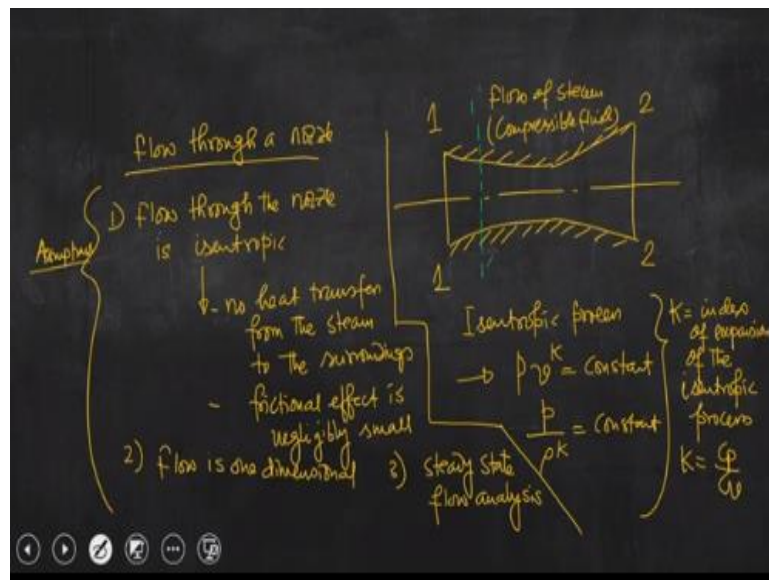 flow through a nozzle
Assumptions
1) flow through the nozzle
is isentropic
- no heat transfer
from the steam
to the surroundings
- frictional effect is
negligibly small
2) flow is one dimensional
3) steady state
flow analysis
flow of steam
(Compressible fluid)
1
2
1
2
Isentropic process
→ pv^k = constant
p/ρ^k = constant
K = index
of expansion
of the
isentropic
process
K = Cp/Cv